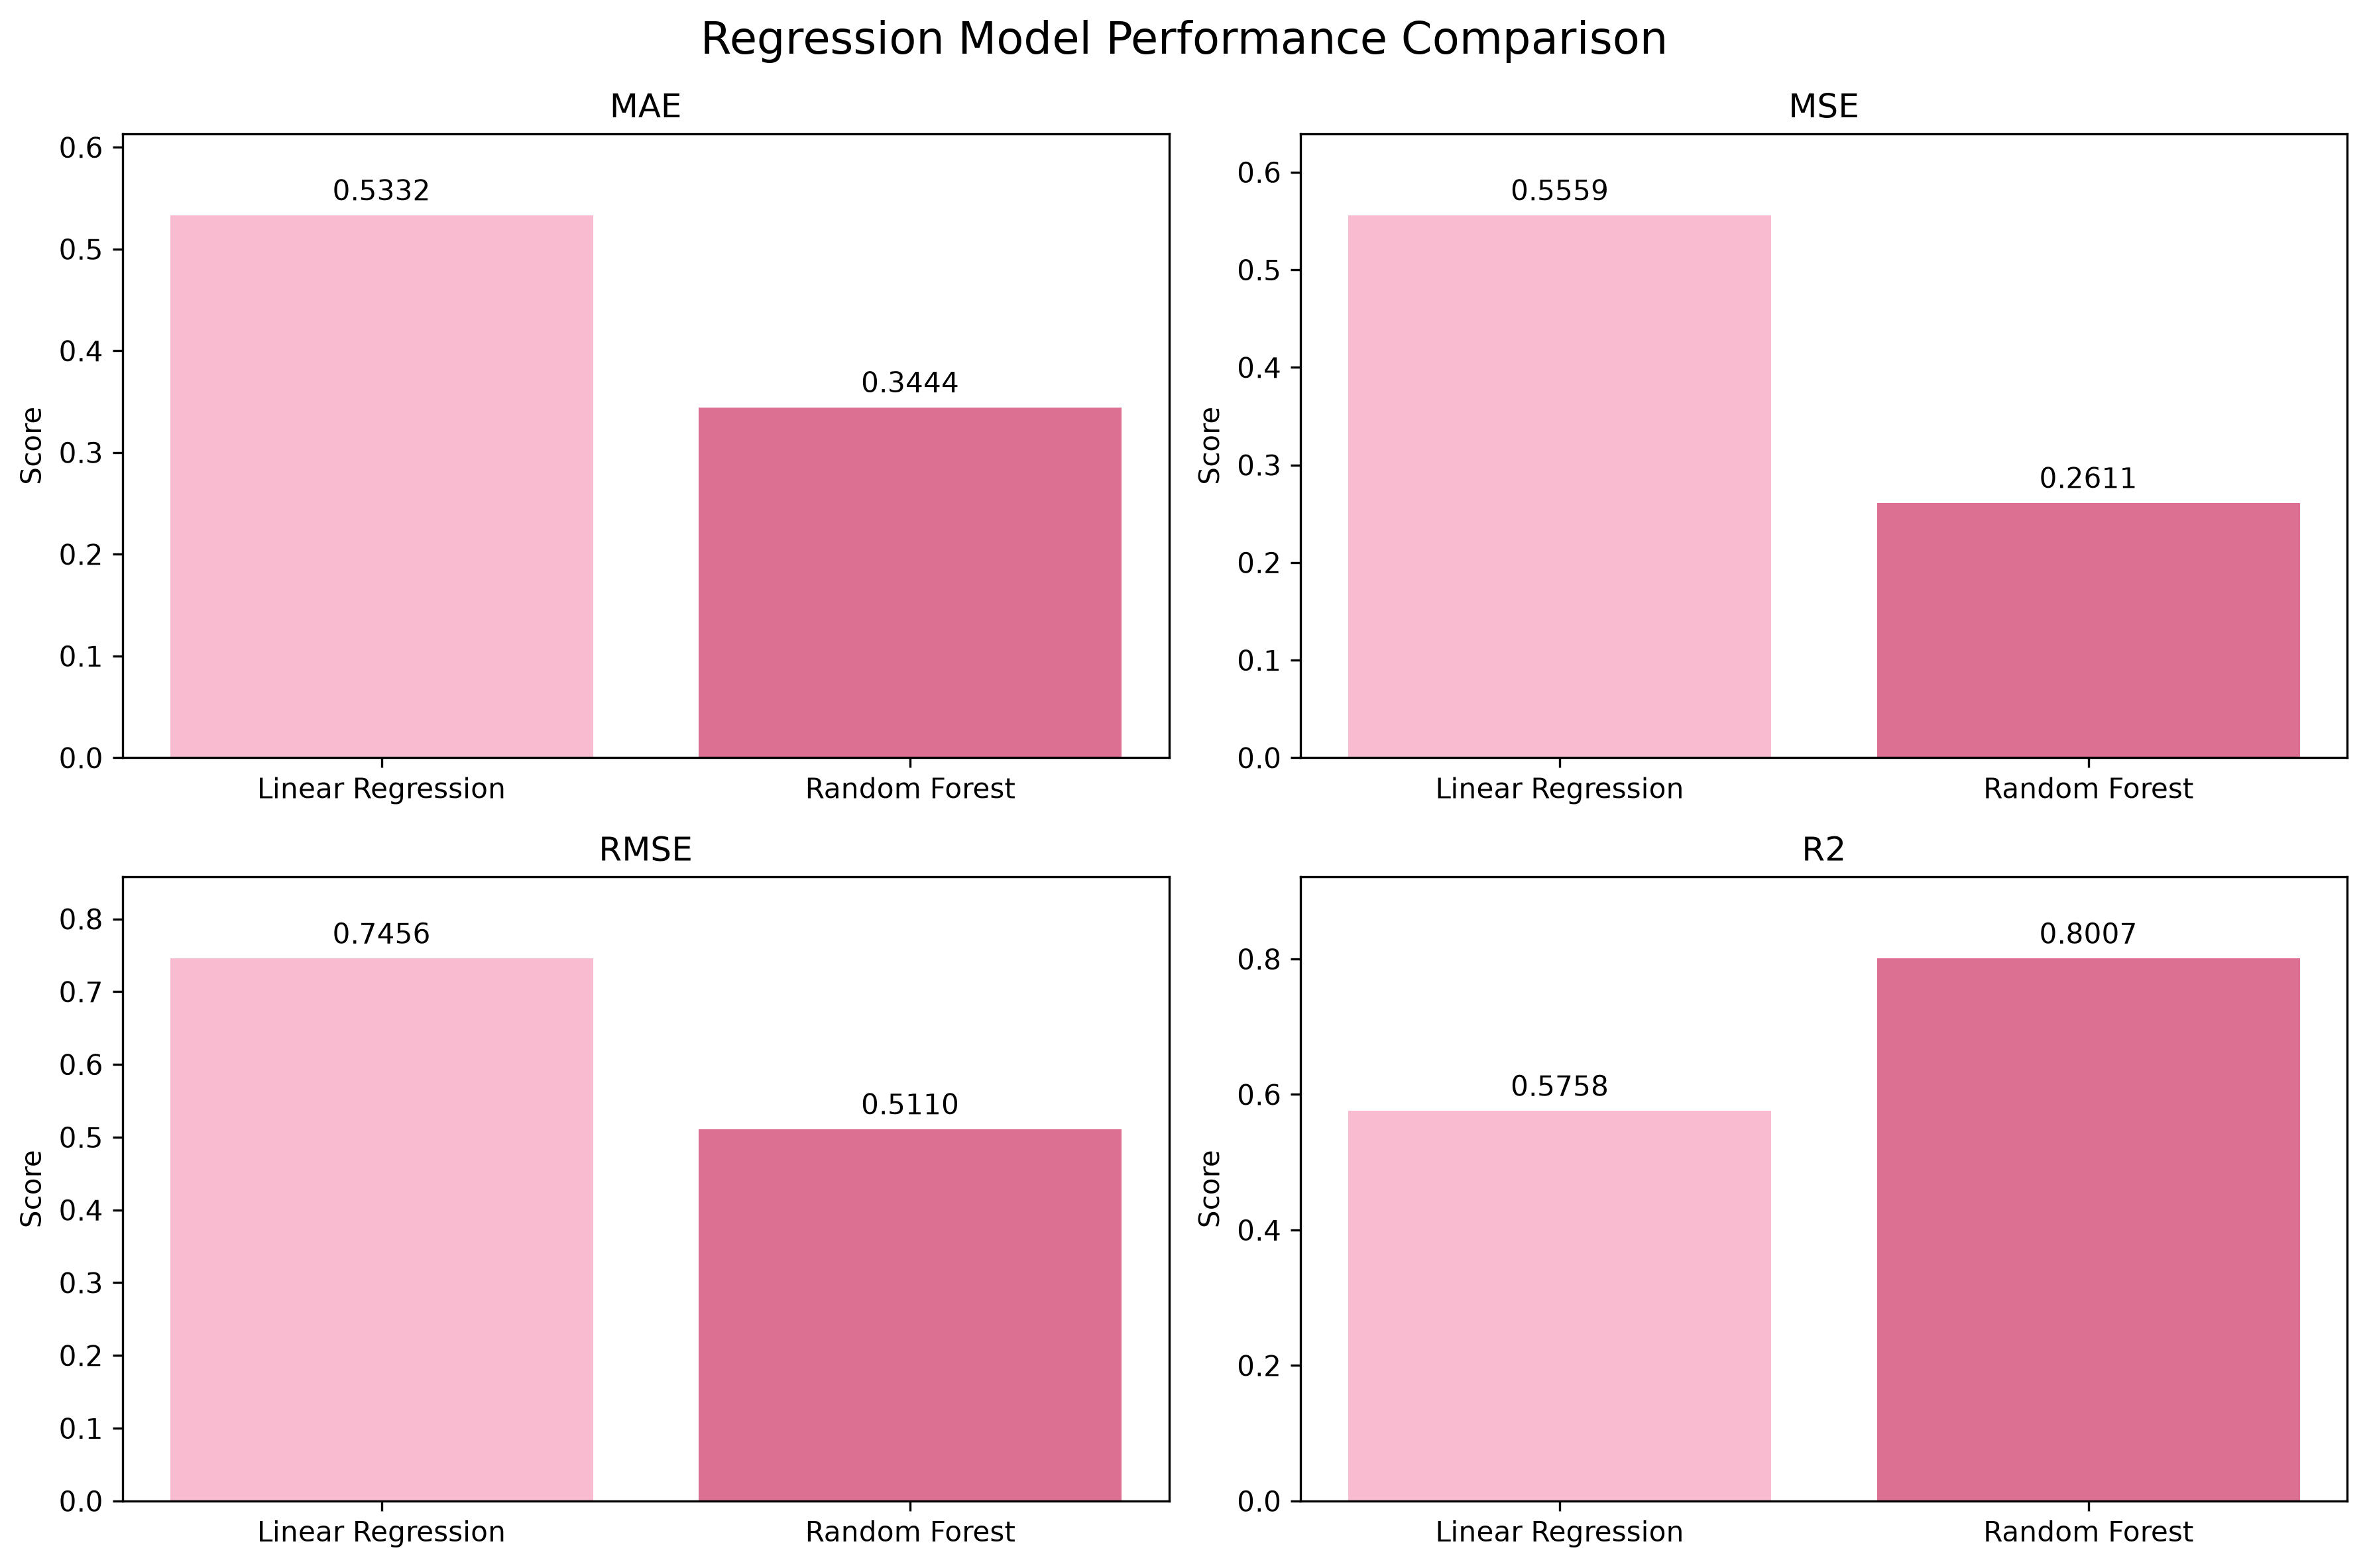 Regression Model Performance Comparison
MAE
0.6
0.5
0.4
0.3
0.2
0.1
0.0
Score
0.5332
0.3444
Linear Regression
Random Forest
MSE
0.6
0.5
0.4
0.3
0.2
0.1
0.0
Score
0.5559
0.2611
Linear Regression
Random Forest
RMSE
0.8
0.7
0.6
0.5
0.4
0.3
0.2
0.1
0.0
Score
0.7456
0.5110
Linear Regression
Random Forest
R2
0.8
0.6
0.4
0.2
0.0
Score
0.5758
0.8007
Linear Regression
Random Forest